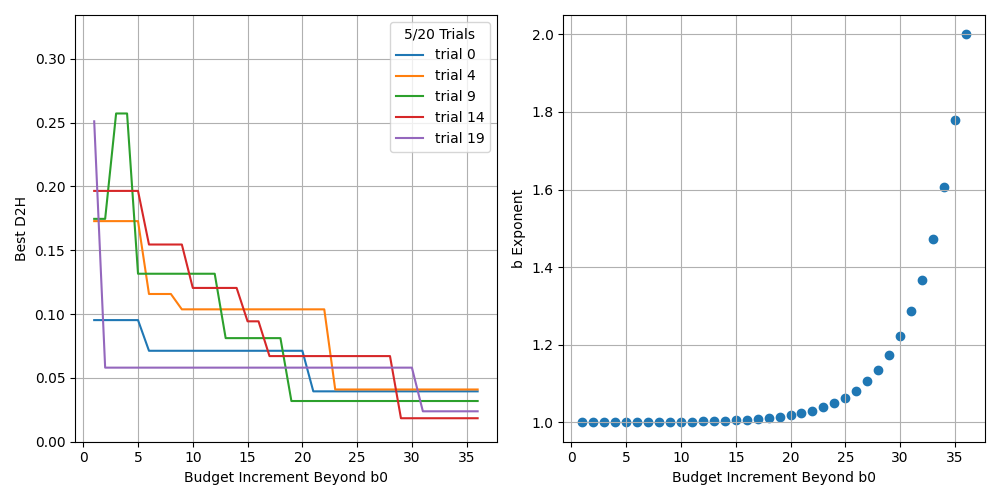 5/20 Trials
trial 0
trial 4
trial 9
trial 14
trial 19
0.30
0.25
0.20
0.15
0.10
0.05
0.00
Best D2H
0 5 10 15 20 25 30 35
Budget Increment Beyond b0
2.0
1.8
1.6
1.4
1.2
1.0
b Exponent
0 5 10 15 20 25 30 35
Budget Increment Beyond b0